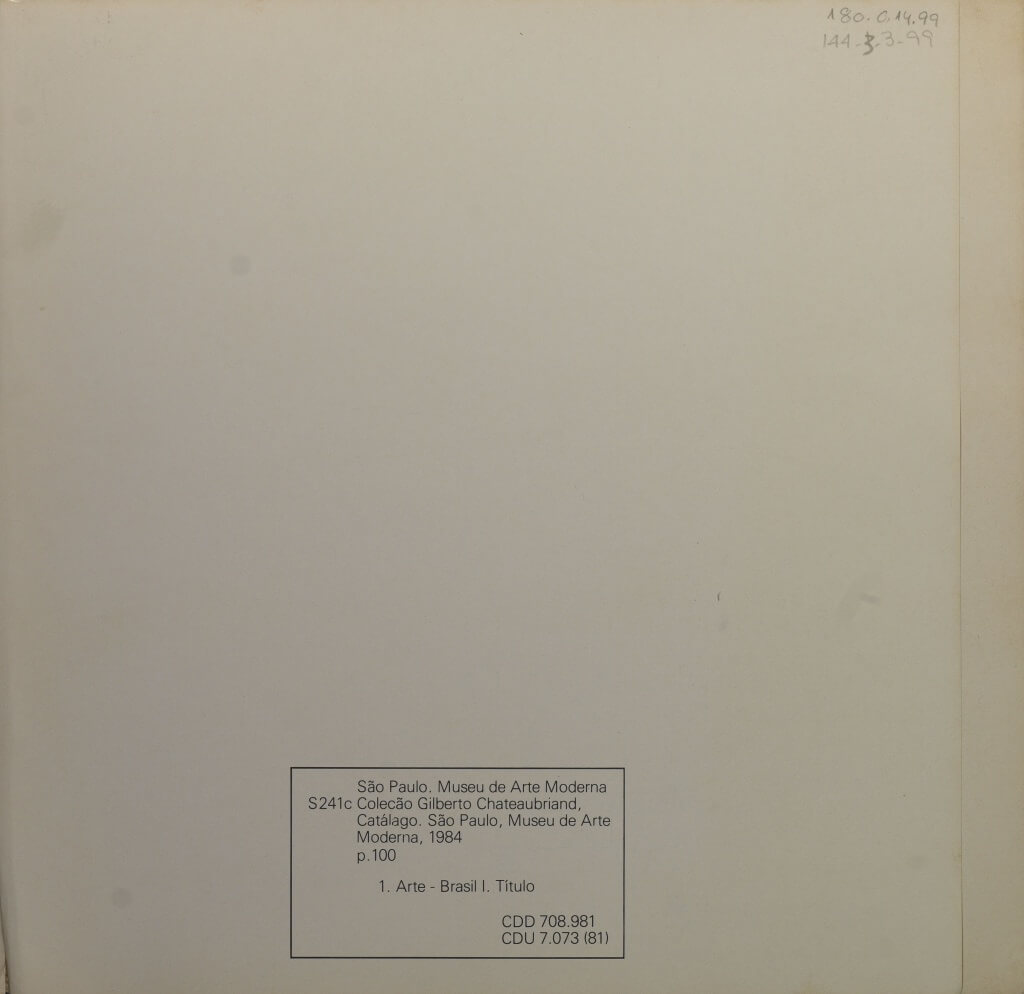 180.0.14.99
144-3.3-99
São Paulo. Museu de Arte Moderna
S241c Colecão Gilberto Chateaubriand,
Catálago. São Paulo, Museu de Arte
Moderna, 1984
p.100
1. Arte - Brasil I. Título
CDD 708.981
CDU 7.073 (81)